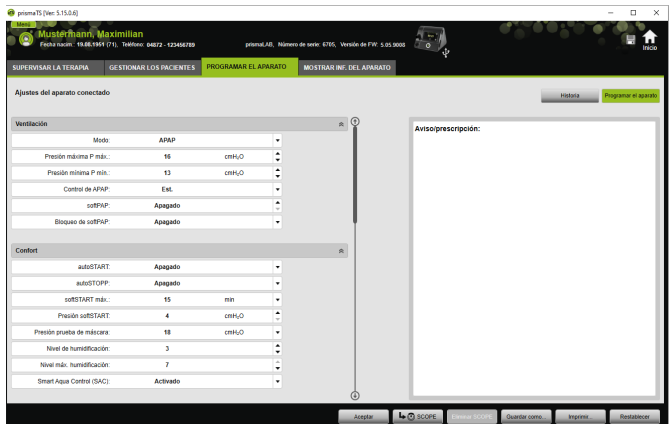 prismaTS [Ver: 5.15.0.6]
Menú
Mustermann, Maximilian
Fecha nacim.: 19.08.1951 (71), Teléfono: 04872 - 123456789
prismaLAB, Número de serie: 6705, Versión de FW: 5.05.9006
Inicio
SUPERVISAR LA TERAPIA
GESTIONAR LOS PACIENTES
PROGRAMAR EL APARATO
MOSTRAR INF. DEL APARATO
Ajustes del aparato conectado
Historia
Programar el aparato
Ventilación
Modo: APAP
Presión máxima P máx.: 16 cmH₂O
Presión mínima P mín.: 13 cmH₂O
Control de APAP: Est.
softPAP: Apagado
Bloqueo de softPAP: Apagado
Confort
autoSTART: Apagado
autoSTOPP: Apagado
softSTART máx.: 15 min
Presión softSTART: 4 cmH₂O
Presión prueba de máscara: 18 cmH₂O
Nivel de humidificación: 3
Nivel máx. humidificación: 7
Smart Aqua Control (SAC): Activado
Aviso/prescripción:
Aceptar
SCOPE
Eliminar SCOPE
Guardar como...
Imprimir...
Restablecer